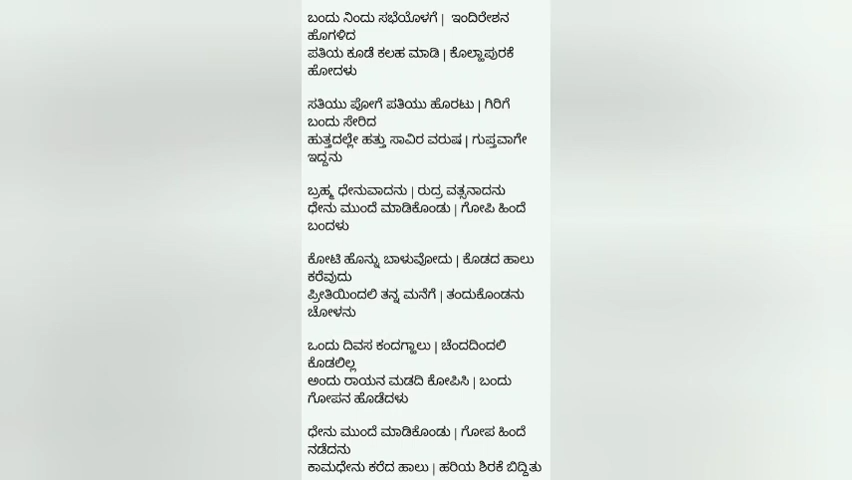 ಬಂದು ನಿಂದು ಸಭೆಯೊಳಗೆ | ಇಂದಿರೇಶನ
ಹೊಗಳಿದ
ಪತಿಯ ಕೂಡೆ ಕಲಹ ಮಾಡಿ | ಕೊಲ್ಹಾಪುರಕೆ
ಹೋದಳು
ಸತಿಯು ಪೋಗೆ ಪತಿಯು ಹೊರಟು | ಗಿರಿಗೆ
ಬಂದು ಸೇರಿದ
ಹುತ್ತದಲ್ಲೇ ಹತ್ತು ಸಾವಿರ ವರುಷ | ಗುಪ್ತವಾಗೇ
ಇದ್ದನು
ಬ್ರಹ್ಮ ಧೇನುವಾದನು | ರುದ್ರ ವತ್ಸನಾದನು
ಧೇನು ಮುಂದೆ ಮಾಡಿಕೊಂಡು | ಗೋಪಿ ಹಿಂದೆ
ಬಂದಳು
ಕೋಟಿ ಹೊನ್ನು ಬಾಳುವೋದು | ಕೊಡದ ಹಾಲು
ಕರೆವುದು
ಪ್ರೀತಿಯಿಂದಲಿ ತನ್ನ ಮನೆಗೆ | ತಂದುಕೊಂಡನು
ಚೋಳನು
ಒಂದು ದಿವಸ ಕಂದಗ್ಹಾಲು | ಚೆಂದದಿಂದಲಿ
ಕೊಡಲಿಲ್ಲ
ಅಂದು ರಾಯನ ಮಡದಿ ಕೋಪಿಸಿ | ಬಂದು
ಗೋಪನ ಹೊಡೆದಳು
ಧೇನು ಮುಂದೆ ಮಾಡಿಕೊಂಡು | ಗೋಪ ಹಿಂದೆ
ನಡೆದನು
ಕಾಮಧೇನು ಕರೆದ ಹಾಲು | ಹರಿಯ ಶಿರಕೆ ಬಿದ್ದಿತು